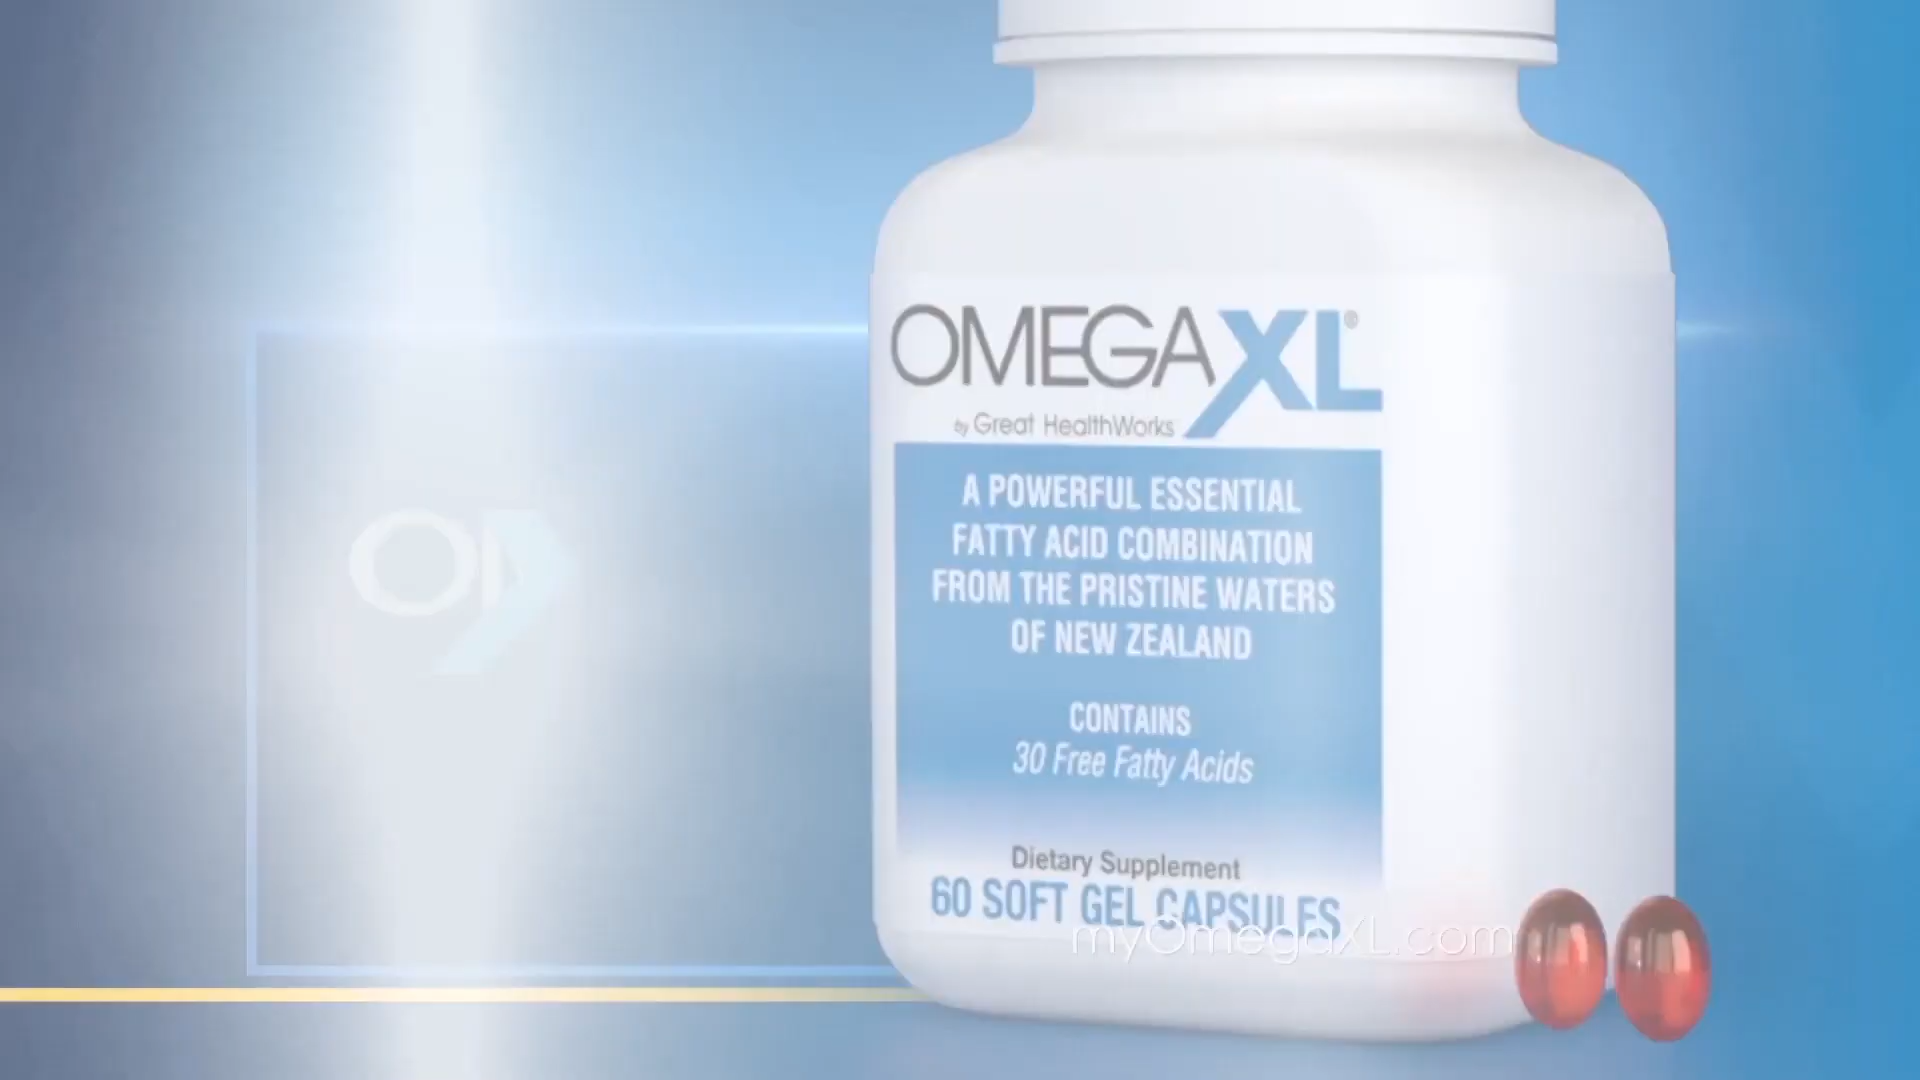 OMEGAXL®
by Great HealthWorks
A POWERFUL ESSENTIAL
FATTY ACID COMBINATION
FROM THE PRISTINE WATERS
OF NEW ZEALAND
CONTAINS
30 Free Fatty Acids
Dietary Supplement
60 SOFT GEL CAPSULES
myOmegaXL.com